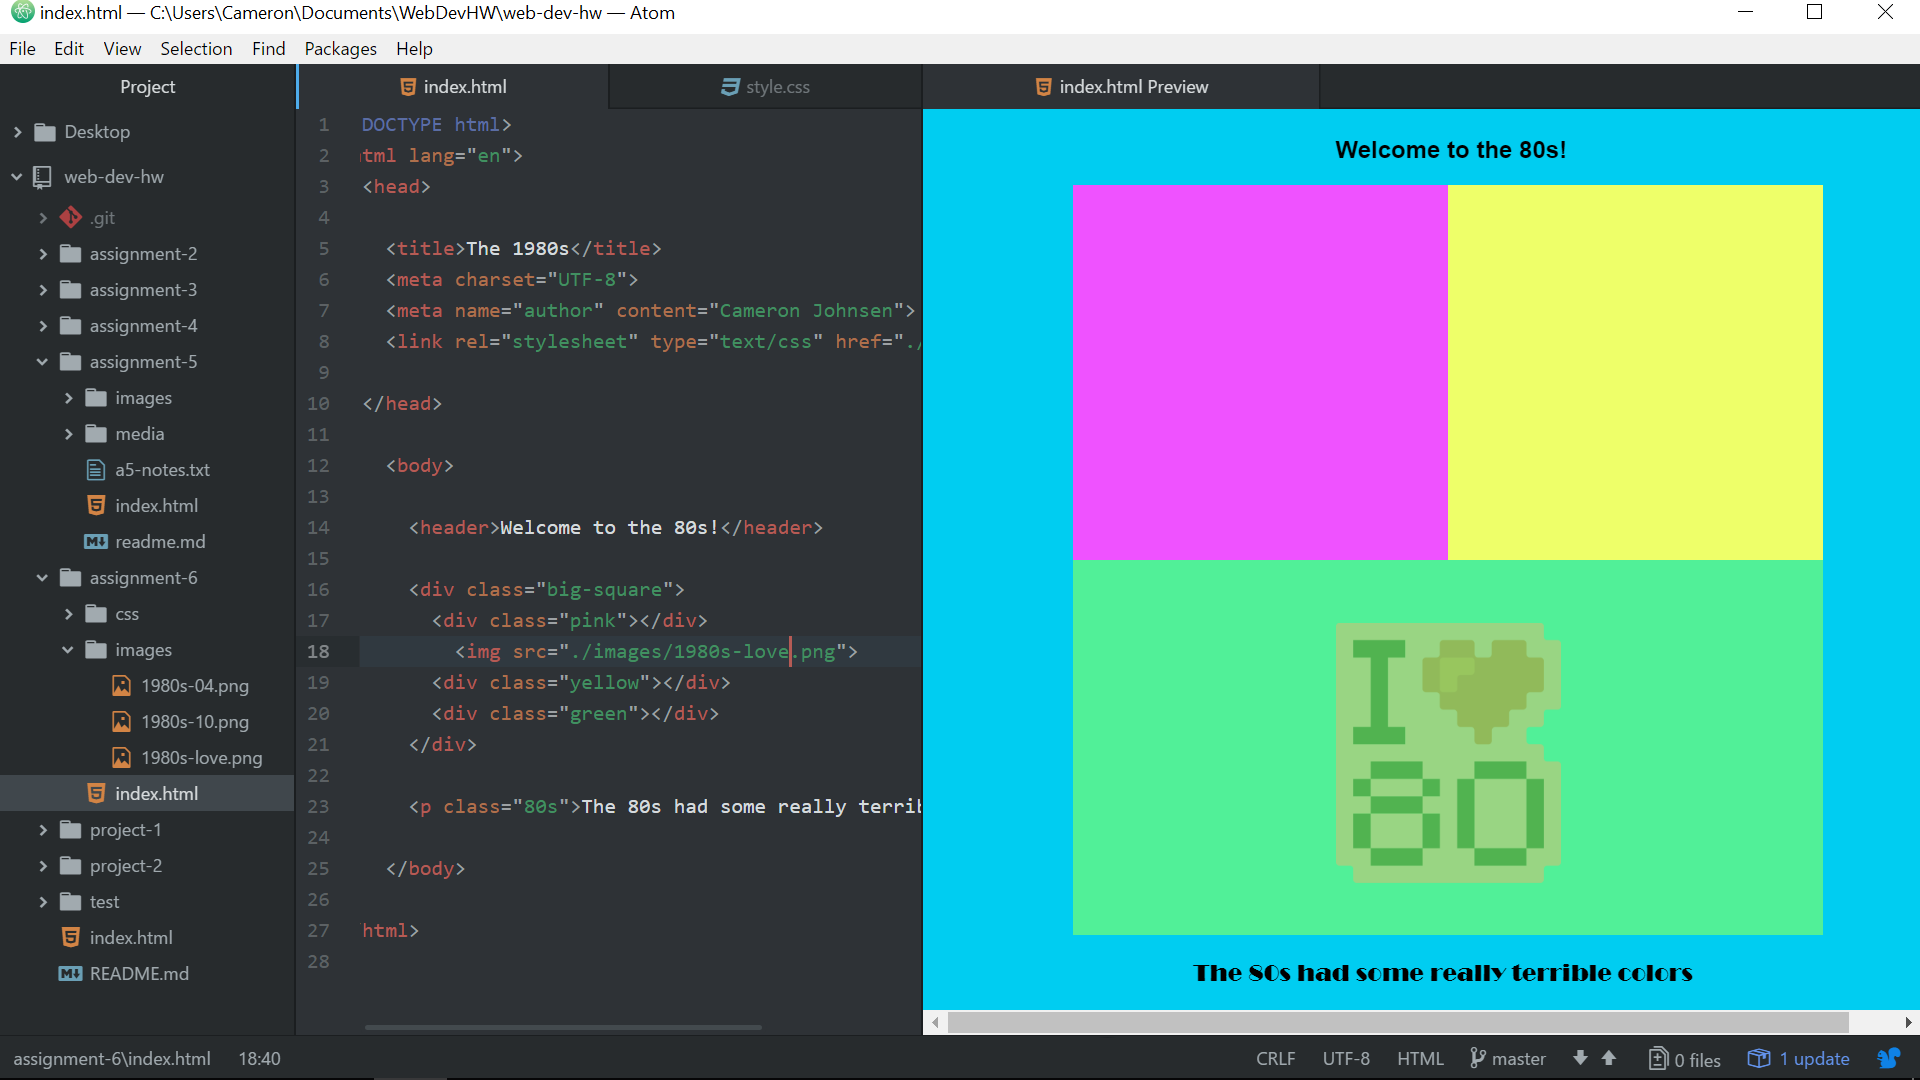 index.html — C:\Users\Cameron\Documents\WebDevHW\web-dev-hw — Atom
File Edit View Selection Find Packages Help
Project
Desktop
web-dev-hw
.git
assignment-2
assignment-3
assignment-4
assignment-5
images
media
a5-notes.txt
index.html
readme.md
assignment-6
css
images
1980s-04.png
1980s-10.png
1980s-love.png
index.html
project-1
project-2
test
index.html
README.md
index.html style.css index.html Preview
1 DOCTYPE html>
2 tml lang="en">
3 <head>
4
5 <title>The 1980s</title>
6 <meta charset="UTF-8">
7 <meta name="author" content="Cameron Johnsen">
8 <link rel="stylesheet" type="text/css" href="./
9
10 </head>
11
12 <body>
13
14 <header>Welcome to the 80s!</header>
15
16 <div class="big-square">
17 <div class="pink"></div>
18 <img src="./images/1980s-love.png">
19 <div class="yellow"></div>
20 <div class="green"></div>
21 </div>
22
23 <p class="80s">The 80s had some really terrib
24
25 </body>
26
27 html>
28
Welcome to the 80s!
I
80
The 80s had some really terrible colors
assignment-6\index.html 18:40 CRLF UTF-8 HTML master 0 files 1 update